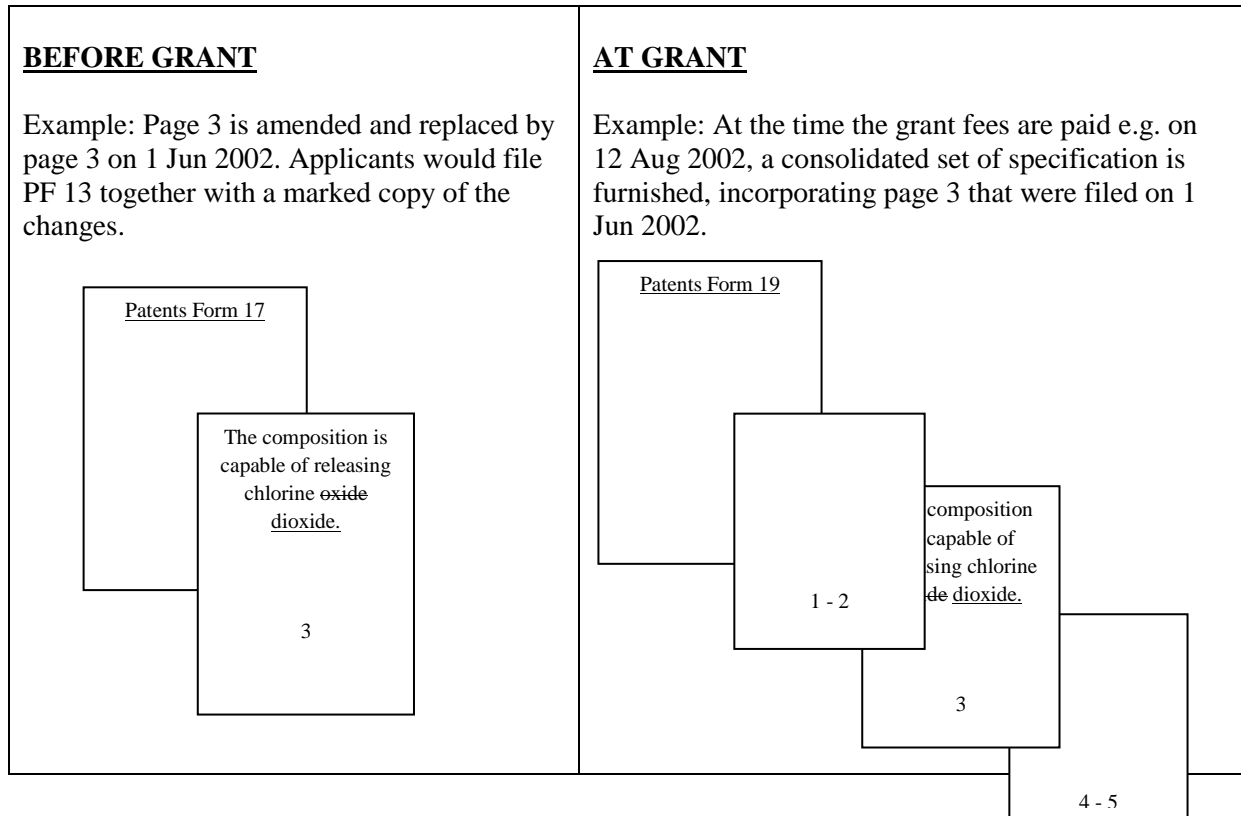 BEFORE GRANT
Example: Page 3 is amended and replaced by
page 3 on 1 Jun 2002. Applicants would file
PF 13 together with a marked copy of the
changes.
Patents Form 17
The composition is
capable of releasing
chlorine oxide
dioxide.
3
AT GRANT
Example: At the time the grant fees are paid e.g. on
12 Aug 2002, a consolidated set of specification is
furnished, incorporating page 3 that were filed on 1
Jun 2002.
Patents Form 19
1 - 2
composition
capable of
sing chlorine
de dioxide.
3
4 - 5